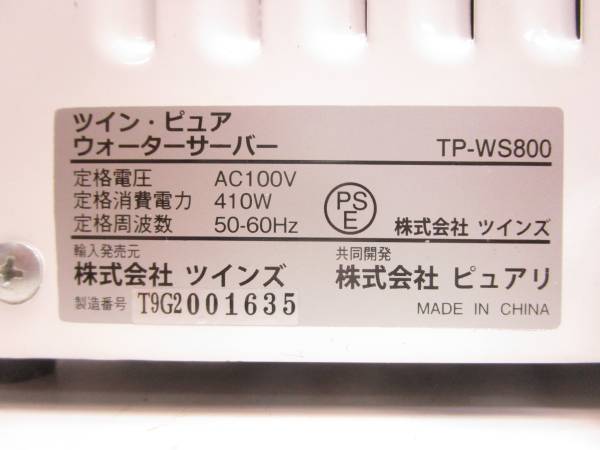 ツイン・ピュア
ウォーターサーバー TP-WS800
定格電圧 AC100V
定格消費電力 410W
定格周波数 50-60Hz
PS
E
株式会社 ツインズ
輸入発売元
株式会社 ツインズ
共同開発
株式会社 ピュアリ
製造番号 T9G2001635
MADE IN CHINA